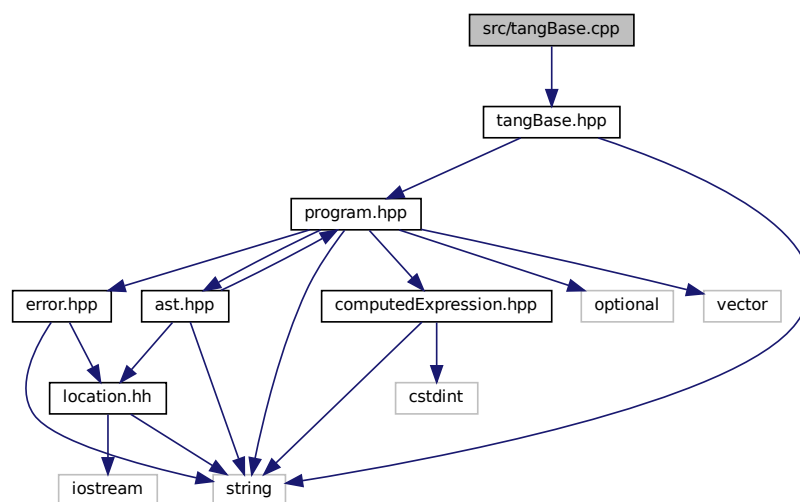 src/tangBase.cpp
tangBase.hpp
program.hpp
error.hpp
ast.hpp
computedExpression.hpp
optional
vector
location.hh
cstdint
iostream
string